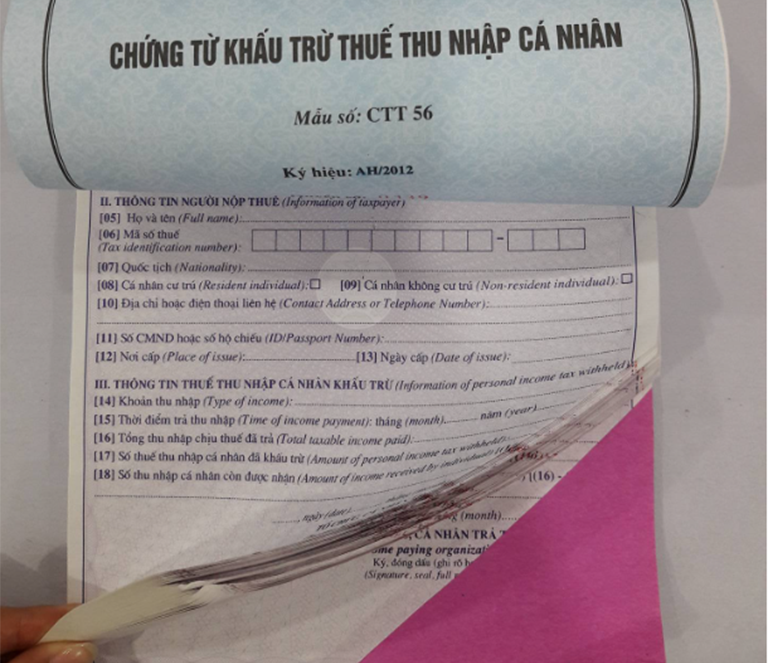 CHỨNG TỪ KHẤU TRỪ THUẾ THU NHẬP CÁ NHÂN
Mẫu số: CTT 56
Ký hiệu: AH/2012
II. THÔNG TIN NGƯỜI NỘP THUẾ (Information of taxpayer)
[05] Họ và tên (Full name):
[06] Mã số thuế
(Tax identification number): -
[07] Quốc tịch (Nationality):
[08] Cá nhân cư trú (Resident individual): [09] Cá nhân không cư trú (Non-resident individual):
[10] Địa chỉ hoặc điện thoại liên hệ (Contact Address or Telephone Number):
[11] Số CMND hoặc số hộ chiếu (ID/Passport Number):
[12] Nơi cấp (Place of issue): [13] Ngày cấp (Date of issue):
III. THÔNG TIN THUẾ THU NHẬP CÁ NHÂN KHẤU TRỪ (Information of personal income tax withheld)
[14] Khoản thu nhập (Type of income):
[15] Thời điểm trả thu nhập (Time of income payment): tháng (month) năm (year)
[16] Tổng thu nhập chịu thuế đã trả (Total taxable income paid):
[17] Số thuế thu nhập cá nhân đã khấu trừ (Amount of personal income tax withheld):
[18] Số thu nhập cá nhân còn được nhận (Amount of income received by individual) [(16) -
ngày (date)
(month)
CÁ NHÂN TRẢ
paying
Ký, đóng dấu (ghi rõ
(Signature, seal, full